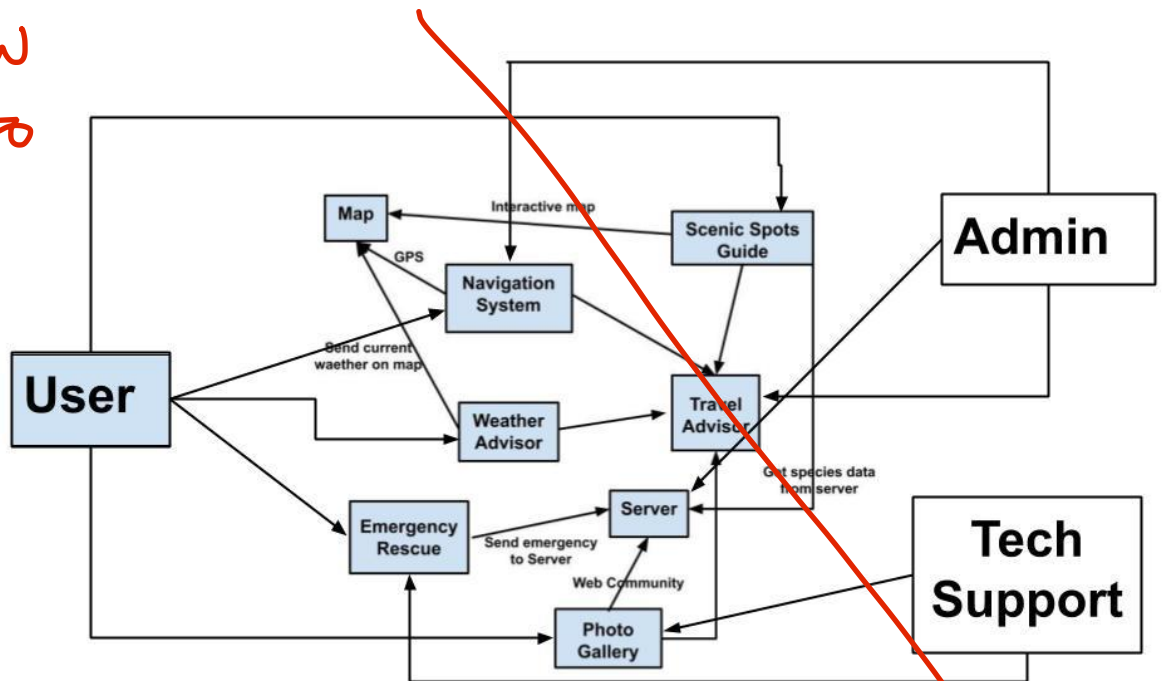 Map
Interactive map
Scenic Spots
Guide
Admin
GPS
Navigation
System
Send current
waether on map
User
Weather
Advisor
Travel
Advisor
Get species data
from server
Emergency
Rescue
Server
Send emergency
to Server
Tech
Support
Web Community
Photo
Gallery